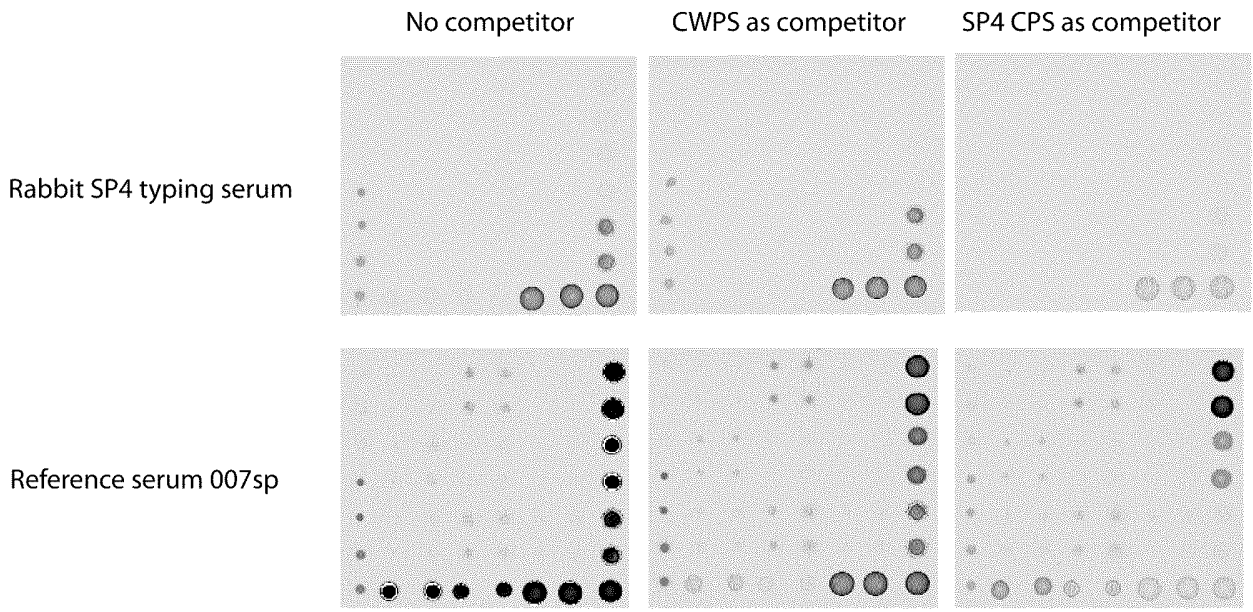 No competitor
CWPS as competitor
SP4 CPS as competitor
Rabbit SP4 typing serum
Reference serum 007sp